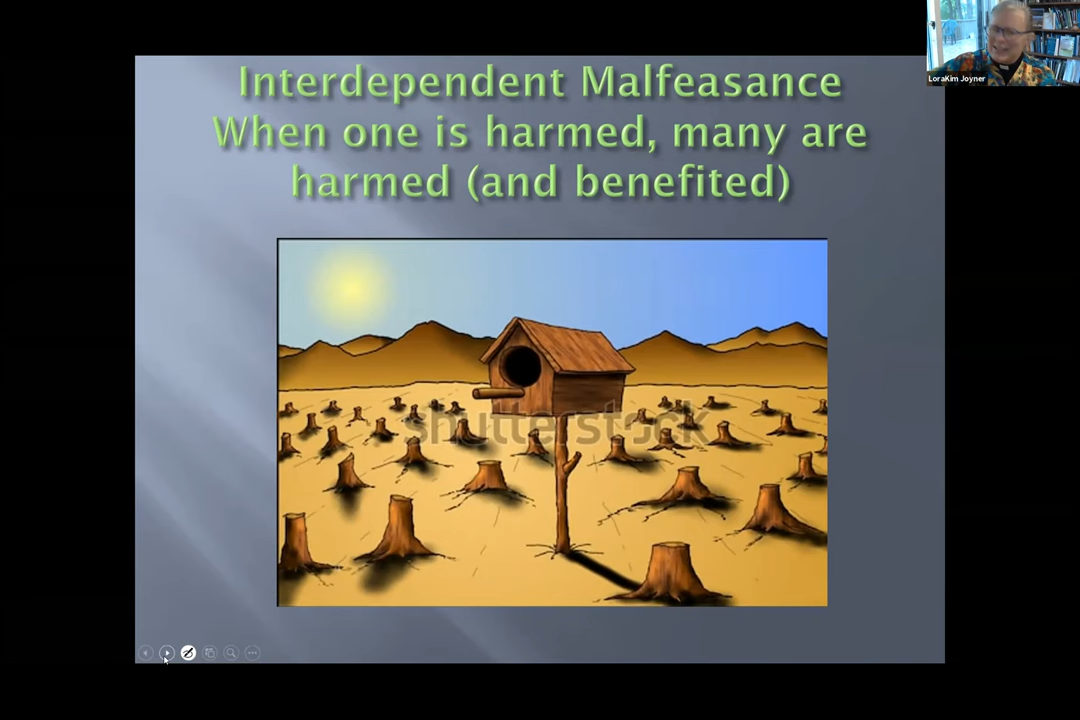 Interdependent Malfeasance
When one is harmed, many are
harmed (and benefited)
LoraKim Joyner
shutterstock